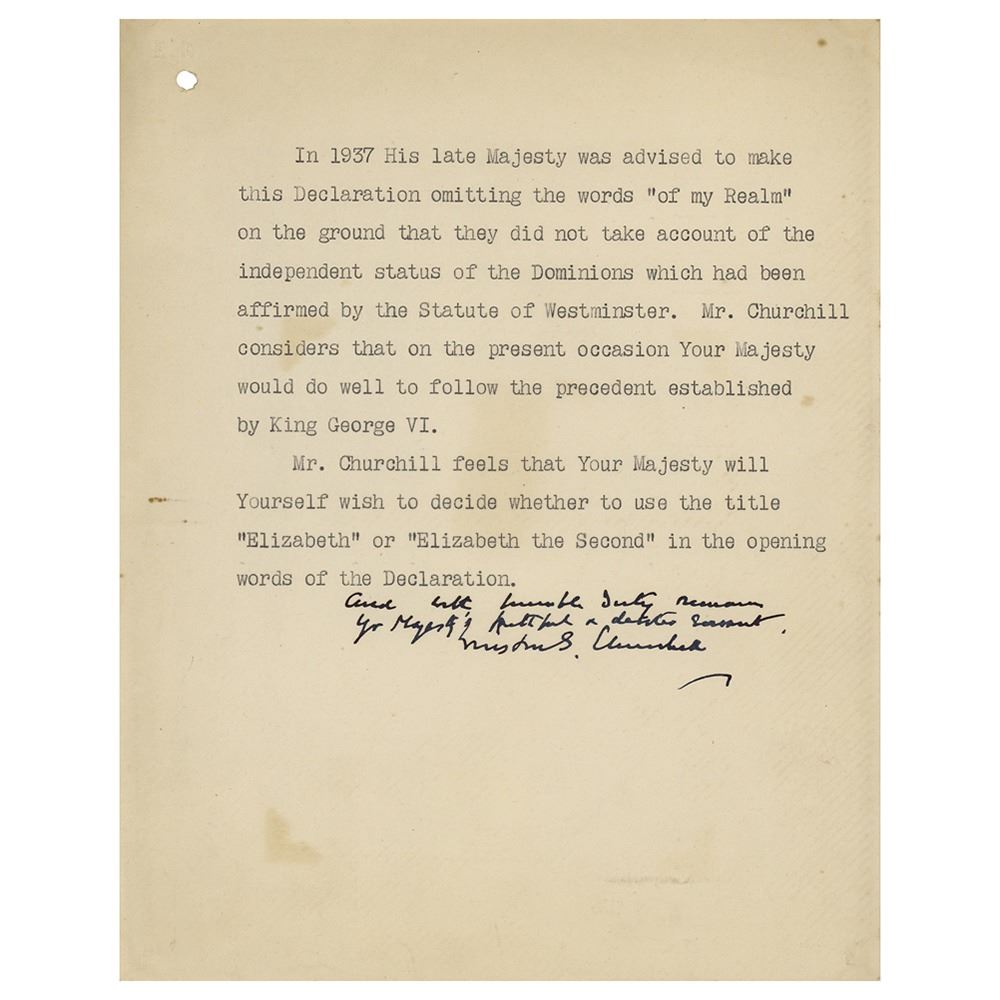 In 1937 His late Majesty was advised to make
this Declaration omitting the words "of my Realm"
on the ground that they did not take account of the
independent status of the Dominions which had been
affirmed by the Statute of Westminster.  Mr. Churchill
considers that on the present occasion Your Majesty
would do well to follow the precedent established
by King George VI.
Mr. Churchill feels that Your Majesty will
Yourself wish to decide whether to use the title
"Elizabeth" or "Elizabeth the Second" in the opening
words of the Declaration.
and with humble Duty remains
Yr Majesty's faithful & devoted servant,
Winston S. Churchill